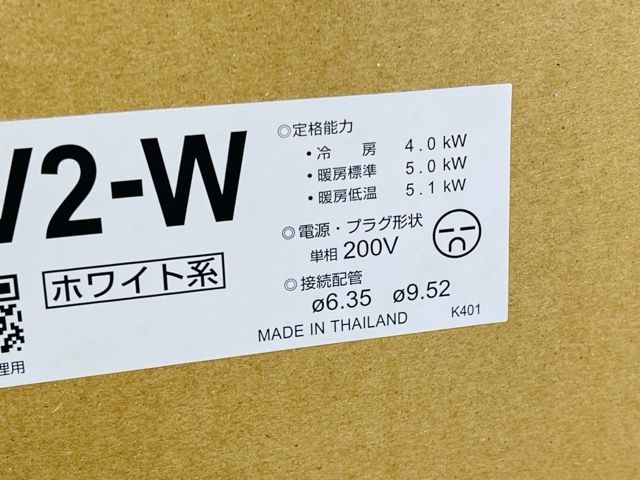 V2-W
ホワイト系
理用
◎定格能力
・冷　房 4.0 kW
・暖房標準 5.0 kW
・暖房低温 5.1 kW
◎電源・プラグ形状
単相 200V
◎接続配管
ø6.35 ø9.52
MADE IN THAILAND K401